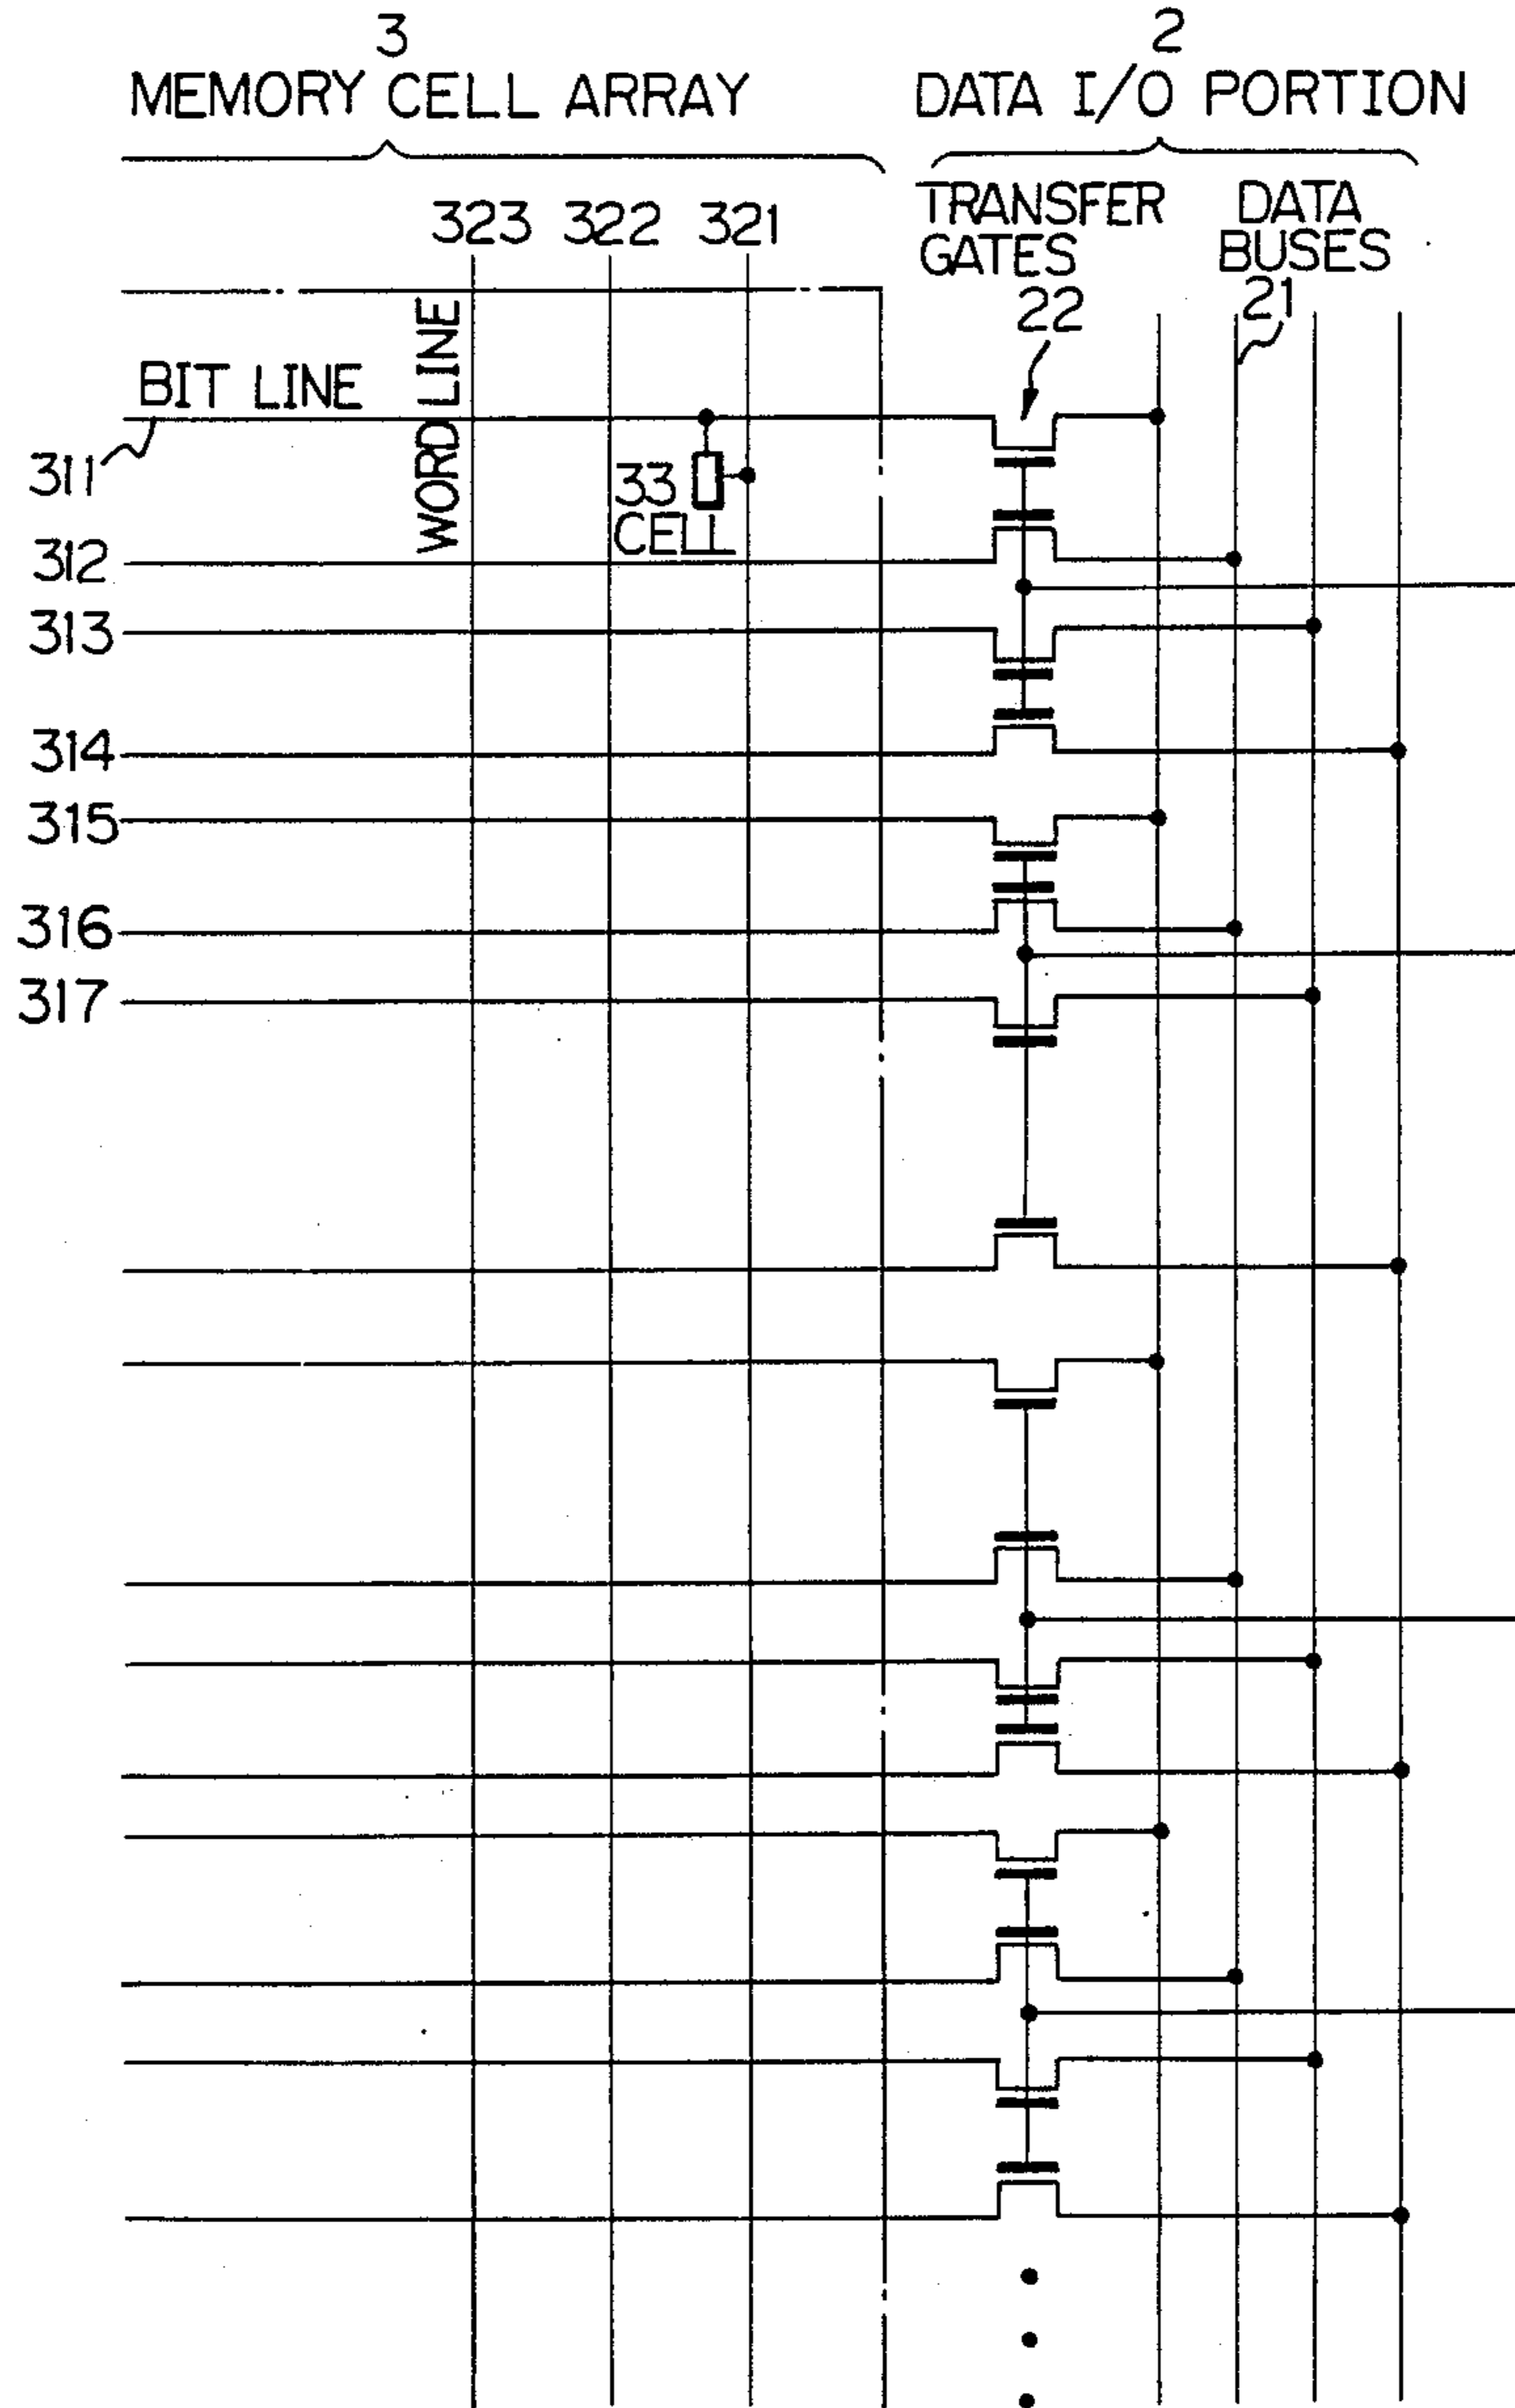 3
MEMORY CELL ARRAY
2
DATA I/O PORTION
323
322
321
TRANSFER
GATES
22
DATA
BUSES
21
BIT LINE
WORD LINE
311
33
CELL
312
313
314
315
316
317